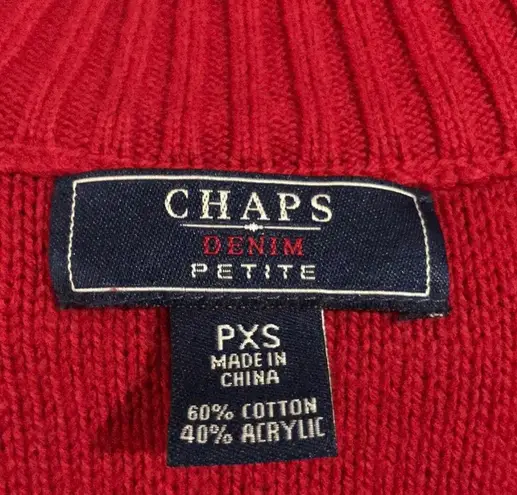 CHAPS
DENIM
PETITE
PXS
MADE IN
CHINA
60% COTTON
40% ACRYLIC